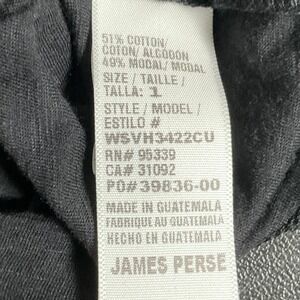 51% COTTON/
COTON/ ALGODON
49% MODAL/ MODAL
SIZE / TAILLE /
TALLA: 1
STYLE / MODEL /
ESTILO #
WSVH3422CU
RN# 95339
CA# 31092
PO#39836-00
MADE IN GUATEMALA
FABRIQUE AU GUATEMALA
HECHO EN GUATEMALA
JAMES PERSE